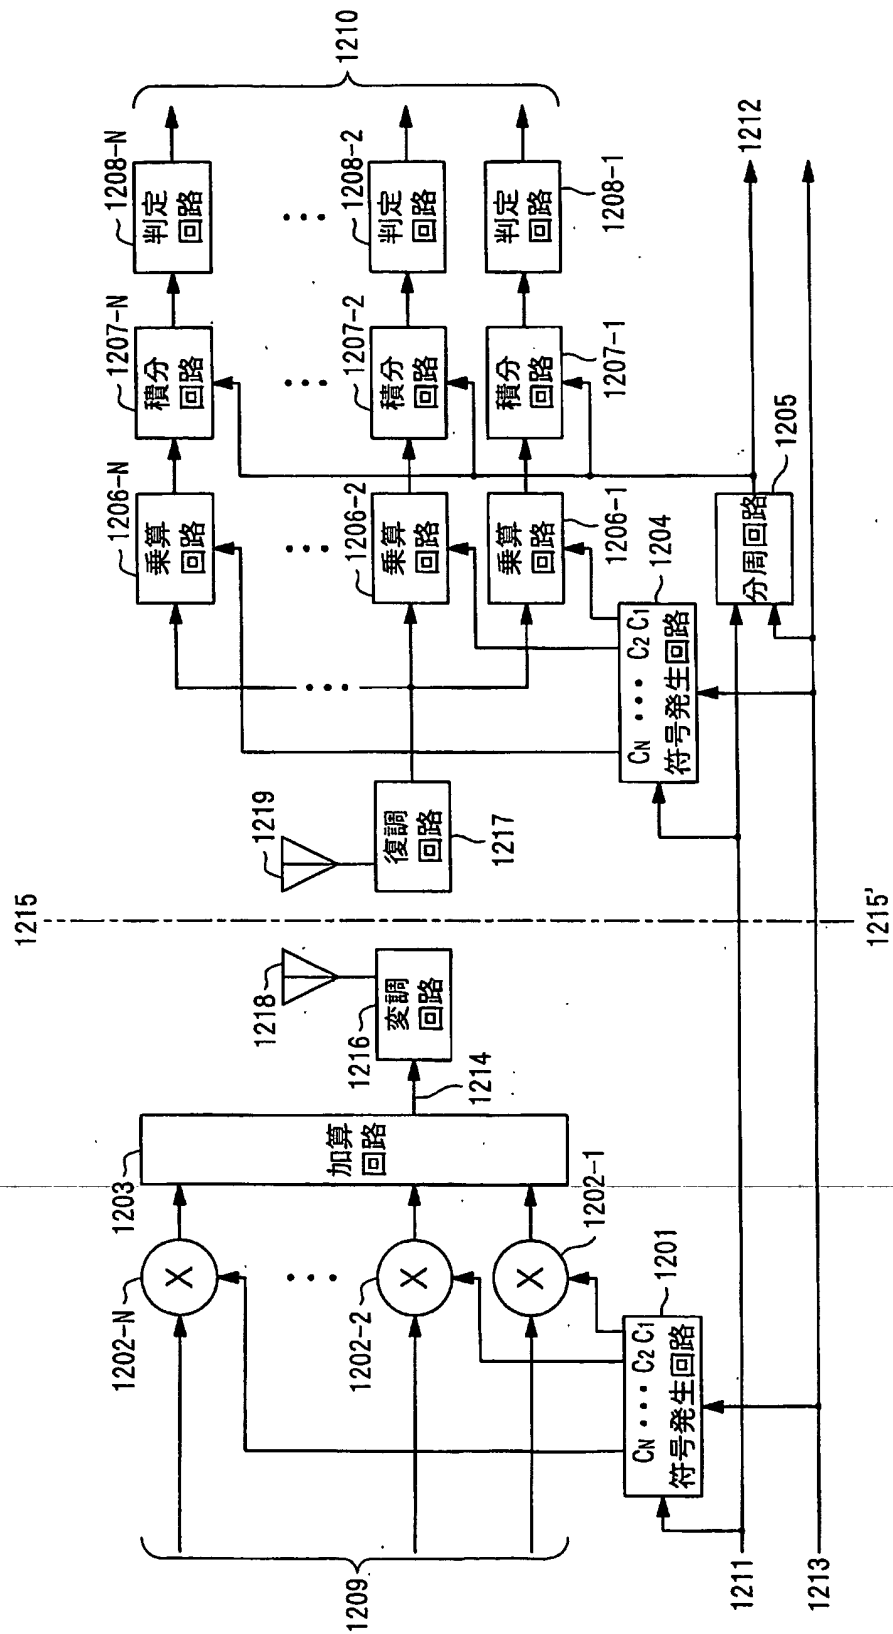 1209
1202-N
1202-2
1202-1
1203
加算
回路
1214
CN ••• C2 C1
符号発生回路
1201
1211
1213
1216
変調
回路
1218
1215
1215'
1219
復調
回路
1217
1206-N
乗算
回路
1206-2
乗算
回路
乗算
回路
1206-1
CN ••• C2 C1
符号発生回路
1204
1207-N
積分
回路
1207-2
積分
回路
積分
回路
1207-1
分周回路
1205
1208-N
判定
回路
1208-2
判定
回路
判定
回路
1208-1
1210
1212